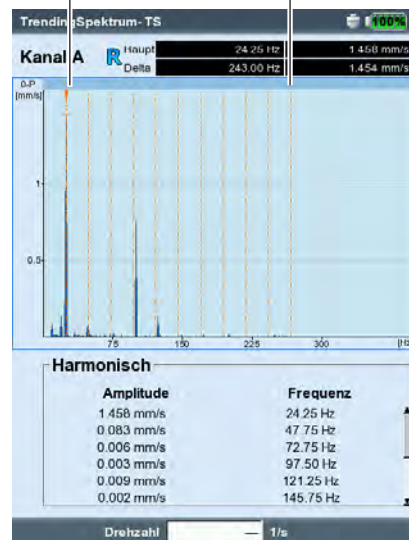 TrendingSpektrum- TS 100%
Kanal A R Haupt 24.25 Hz 1.458 mm/s
Delta 243.00 Hz 1.454 mm/s
0-P
[mm/s]
1
0.5
75 150 225 300 [Hz
Harmonisch
Amplitude Frequenz
1.458 mm/s 24.25 Hz
0.083 mm/s 47.75 Hz
0.006 mm/s 72.75 Hz
0.003 mm/s 97.50 Hz
0.009 mm/s 121.25 Hz
0.002 mm/s 145.75 Hz
Drehzahl — 1/s